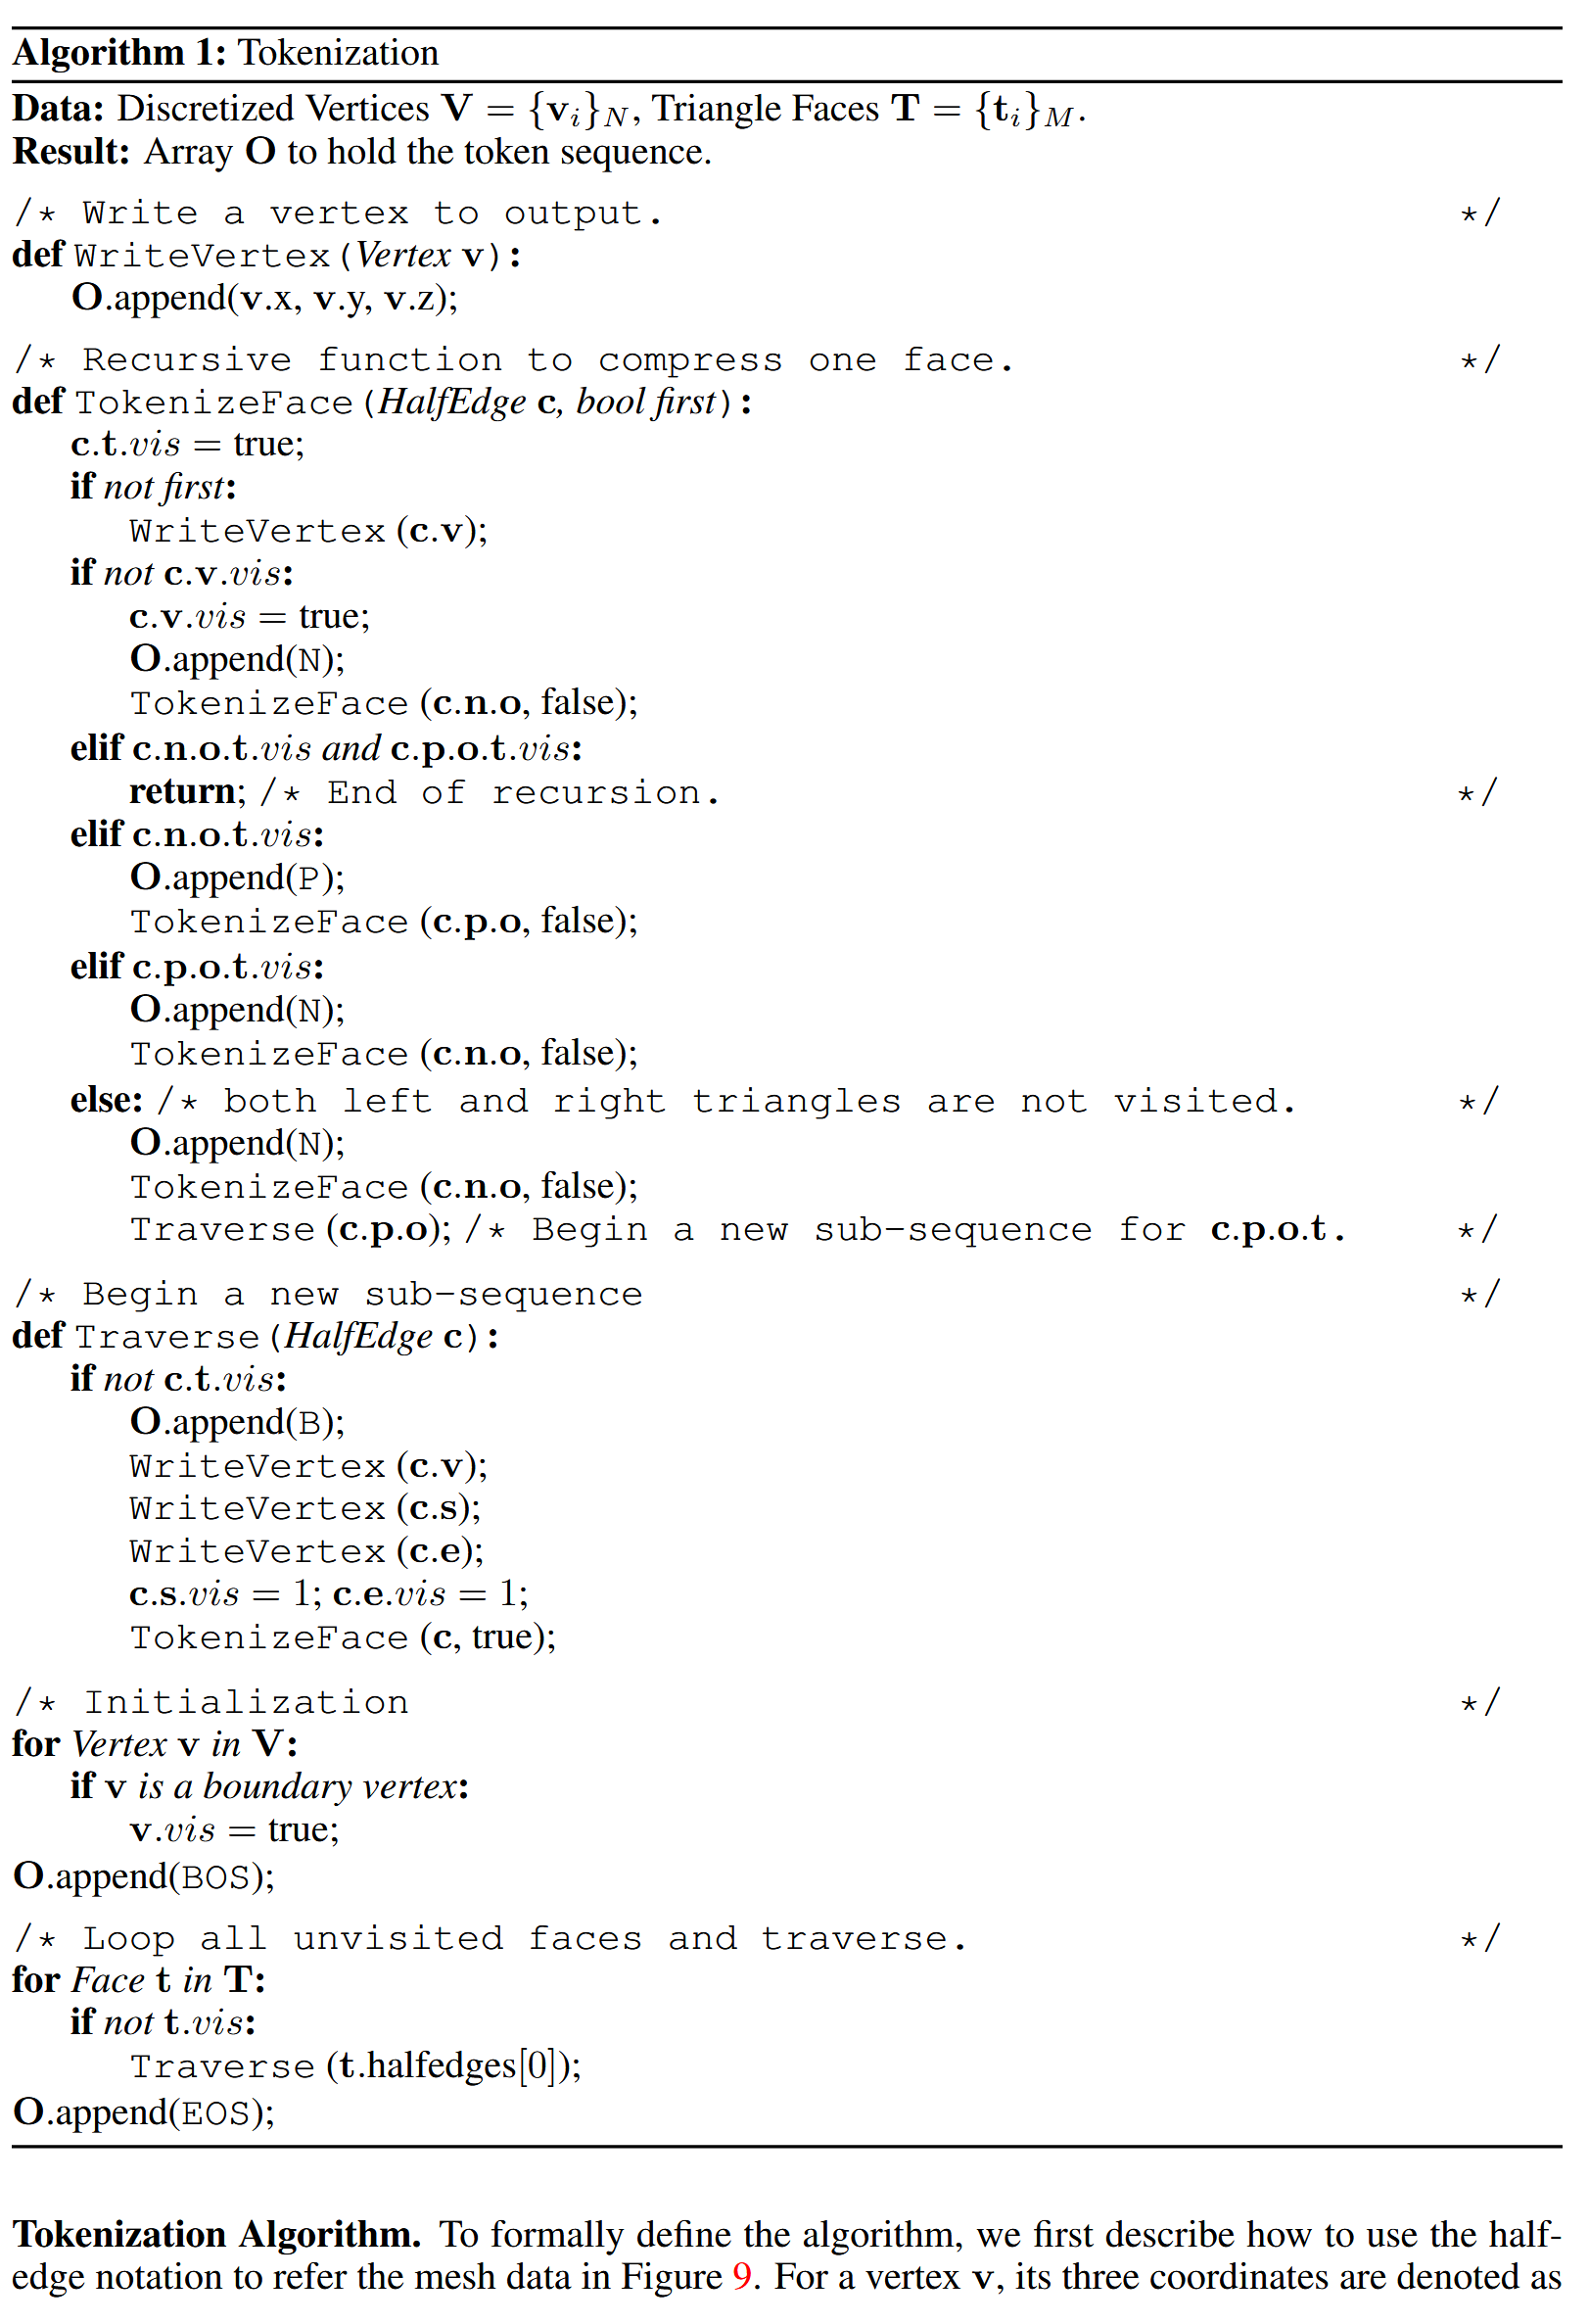 Algorithm 1: Tokenization
Data: Discretized Vertices V = {v_i}_N, Triangle Faces T = {t_i}_M.
Result: Array O to hold the token sequence.
/* Write a vertex to output. */
def WriteVertex(Vertex v):
O.append(v.x, v.y, v.z);
/* Recursive function to compress one face. */
def TokenizeFace(HalfEdge c, bool first):
c.t.vis = true;
if not first:
WriteVertex (c.v);
if not c.v.vis:
c.v.vis = true;
O.append(N);
TokenizeFace (c.n.o, false);
elif c.n.o.t.vis and c.p.o.t.vis:
return; /* End of recursion. */
elif c.n.o.t.vis:
O.append(P);
TokenizeFace (c.p.o, false);
elif c.p.o.t.vis:
O.append(N);
TokenizeFace (c.n.o, false);
else: /* both left and right triangles are not visited. */
O.append(N);
TokenizeFace (c.n.o, false);
Traverse (c.p.o); /* Begin a new sub-sequence for c.p.o.t. */
/* Begin a new sub-sequence */
def Traverse(HalfEdge c):
if not c.t.vis:
O.append(B);
WriteVertex (c.v);
WriteVertex (c.s);
WriteVertex (c.e);
c.s.vis = 1; c.e.vis = 1;
TokenizeFace (c, true);
/* Initialization */
for Vertex v in V:
if v is a boundary vertex:
v.vis = true;
O.append(BOS);
/* Loop all unvisited faces and traverse. */
for Face t in T:
if not t.vis:
Traverse (t.halfedges[0]);
O.append(EOS);
Tokenization Algorithm. To formally define the algorithm, we first describe how to use the half-
edge notation to refer the mesh data in Figure 9. For a vertex v, its three coordinates are denoted as